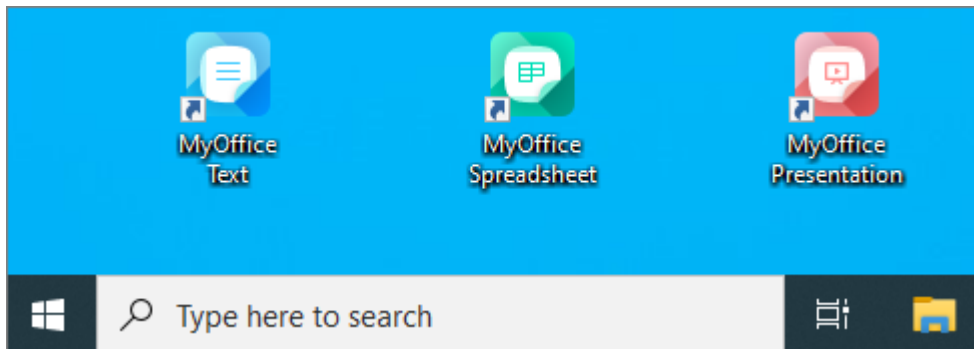 MyOffice
Text
MyOffice
Spreadsheet
MyOffice
Presentation
Type here to search